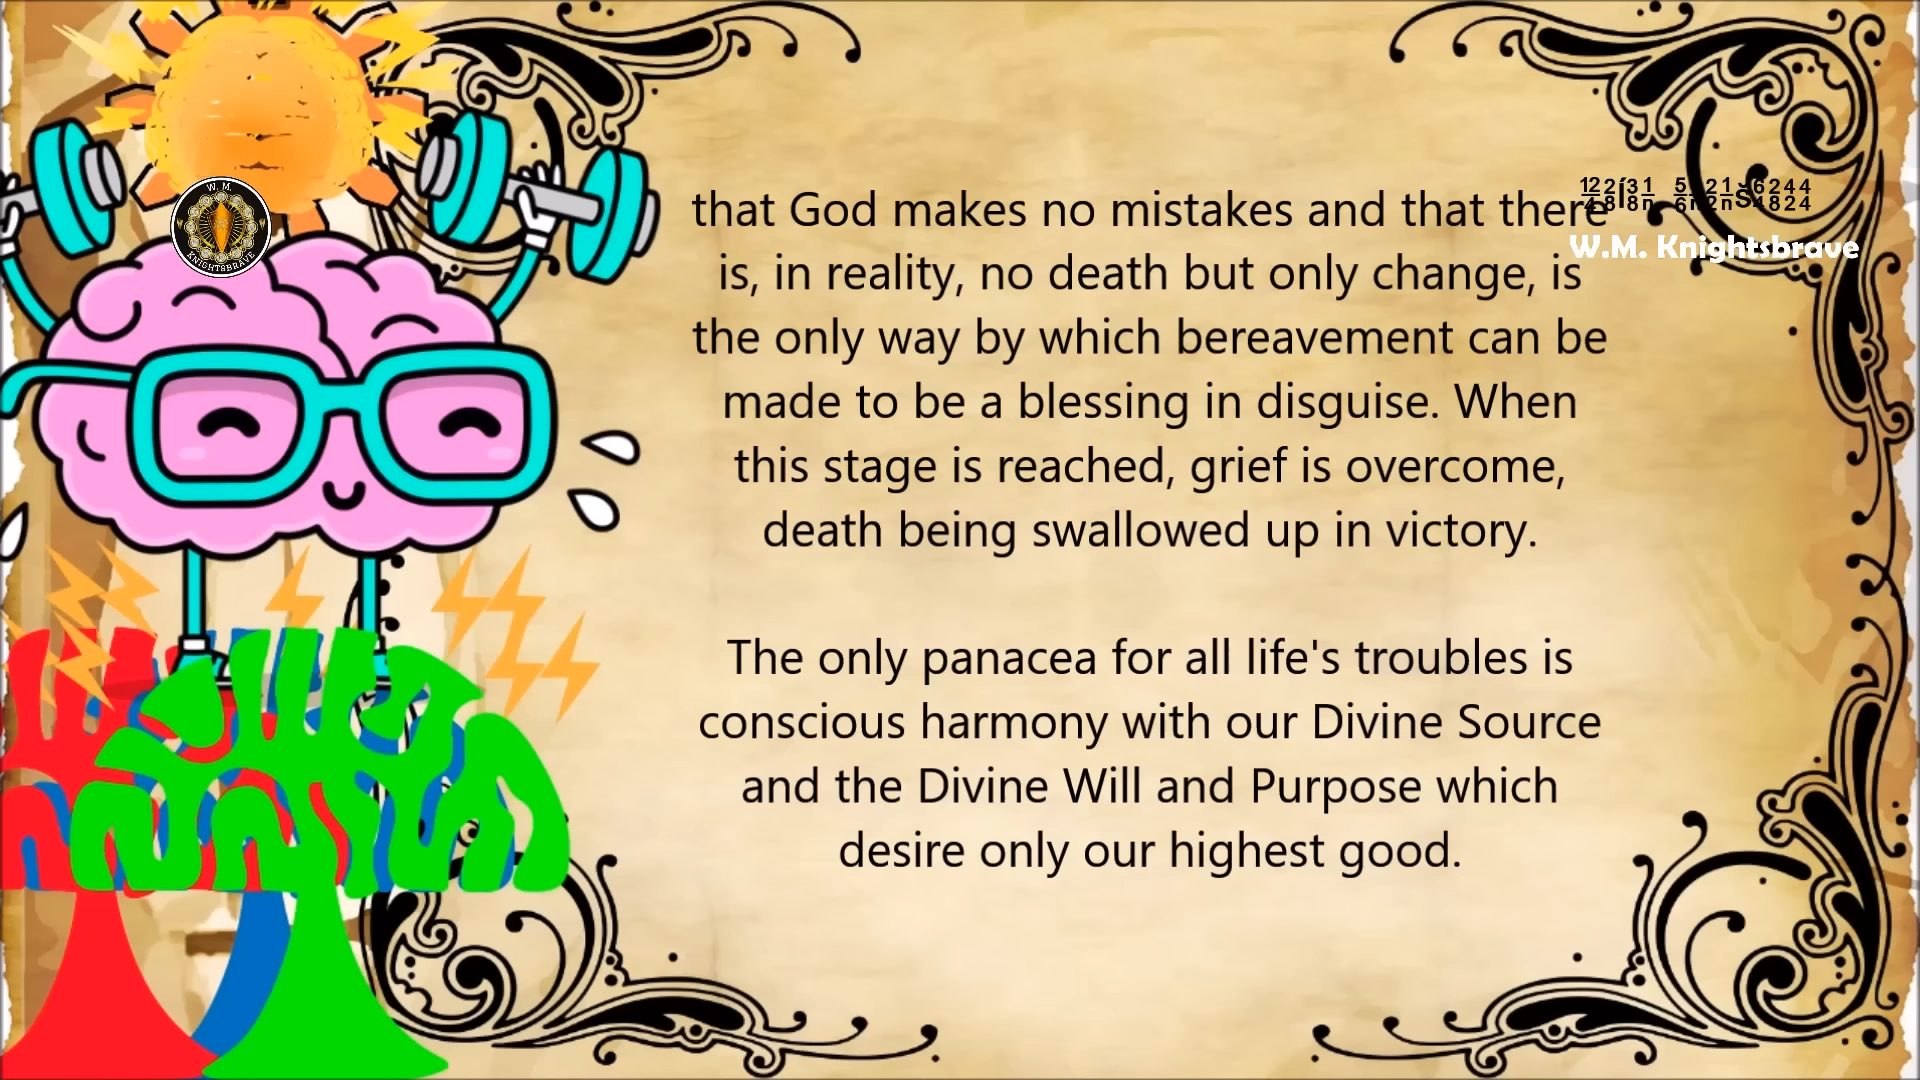 W. M.
KNIGHTSBRAVE
that God makes no mistakes and that there
is, in reality, no death but only change, is
the only way by which bereavement can be
made to be a blessing in disguise. When
this stage is reached, grief is overcome,
death being swallowed up in victory.
The only panacea for all life's troubles is
conscious harmony with our Divine Source
and the Divine Will and Purpose which
desire only our highest good.
W.M. Knightsbrave